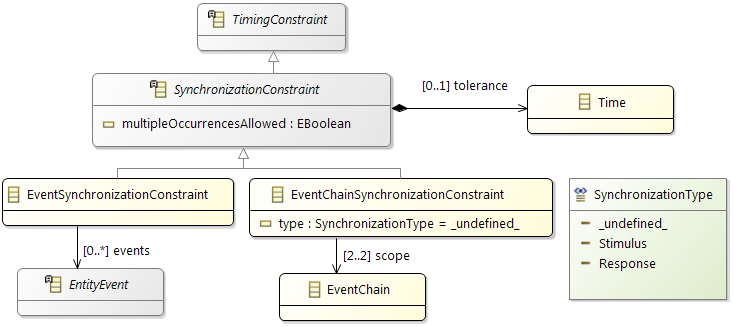 TimingConstraint
SynchronizationConstraint
multipleOccurrencesAllowed : EBoolean
[0..1] tolerance
Time
EventSynchronizationConstraint
EventChainSynchronizationConstraint
type : SynchronizationType = _undefined_
SynchronizationType
_undefined_
Stimulus
Response
[0..*] events
[2..2] scope
EntityEvent
EventChain